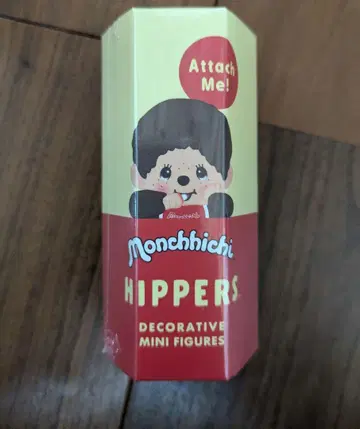 Attach
Me!
Monchhichi
HIPPERS
DECORATIVE
MINI FIGURES